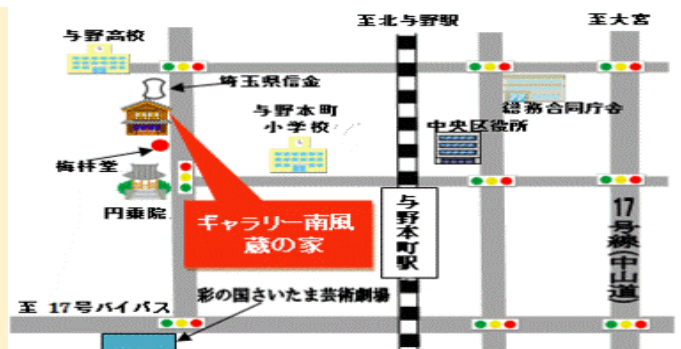 至北与野駅
至大宮
与野高校
埼玉県信金
与野本町
小学校
総務合同庁舎
中央区役所
梅林堂
円乗院
ギャラリー南風
蔵の家
与野本町駅
17号線(中山道)
彩の国さいたま芸術劇場
至 17号バイパス